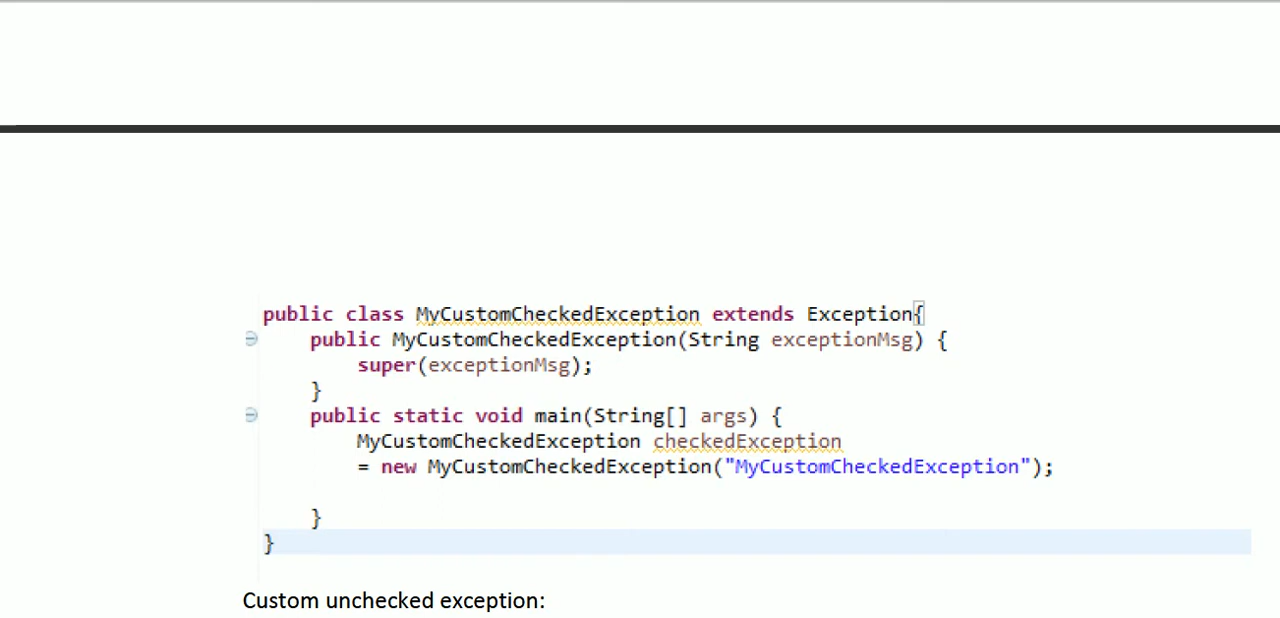 public class MyCustomCheckedException extends Exception{
    public MyCustomCheckedException(String exceptionMsg) {
        super(exceptionMsg);
    }
    public static void main(String[] args) {
        MyCustomCheckedException checkedException
        = new MyCustomCheckedException("MyCustomCheckedException");
    }
}
Custom unchecked exception: